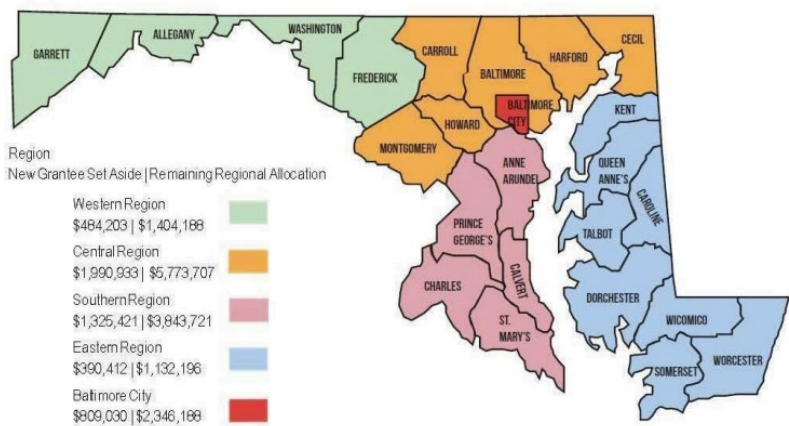 WASHINGTON
ALLEGANY
GARRETT
FREDERICK
CARROLL
BALTIMORE
HARFORD
CECIL
BALTIMORE
CITY
KENT
HOWARD
MONTGOMERY
ANNE
ARUNDEL
QUEEN
ANNE'S
CAROLINE
TALBOT
PRINCE
GEORGE'S
CALVERT
CHARLES
ST.
MARY'S
DORCHESTER
WICOMICO
SOMERSET
WORCESTER
Region
New Grantee Set Aside | Remaining Regional Allocation
Western Region
$484,203 | $1,404,188
Central Region
$1,990,933 | $5,773,707
Southern Region
$1,325,421 | $3,843,721
Eastern Region
$390,412 | $1,132,196
Baltimore City
$809,030 | $2,346,188